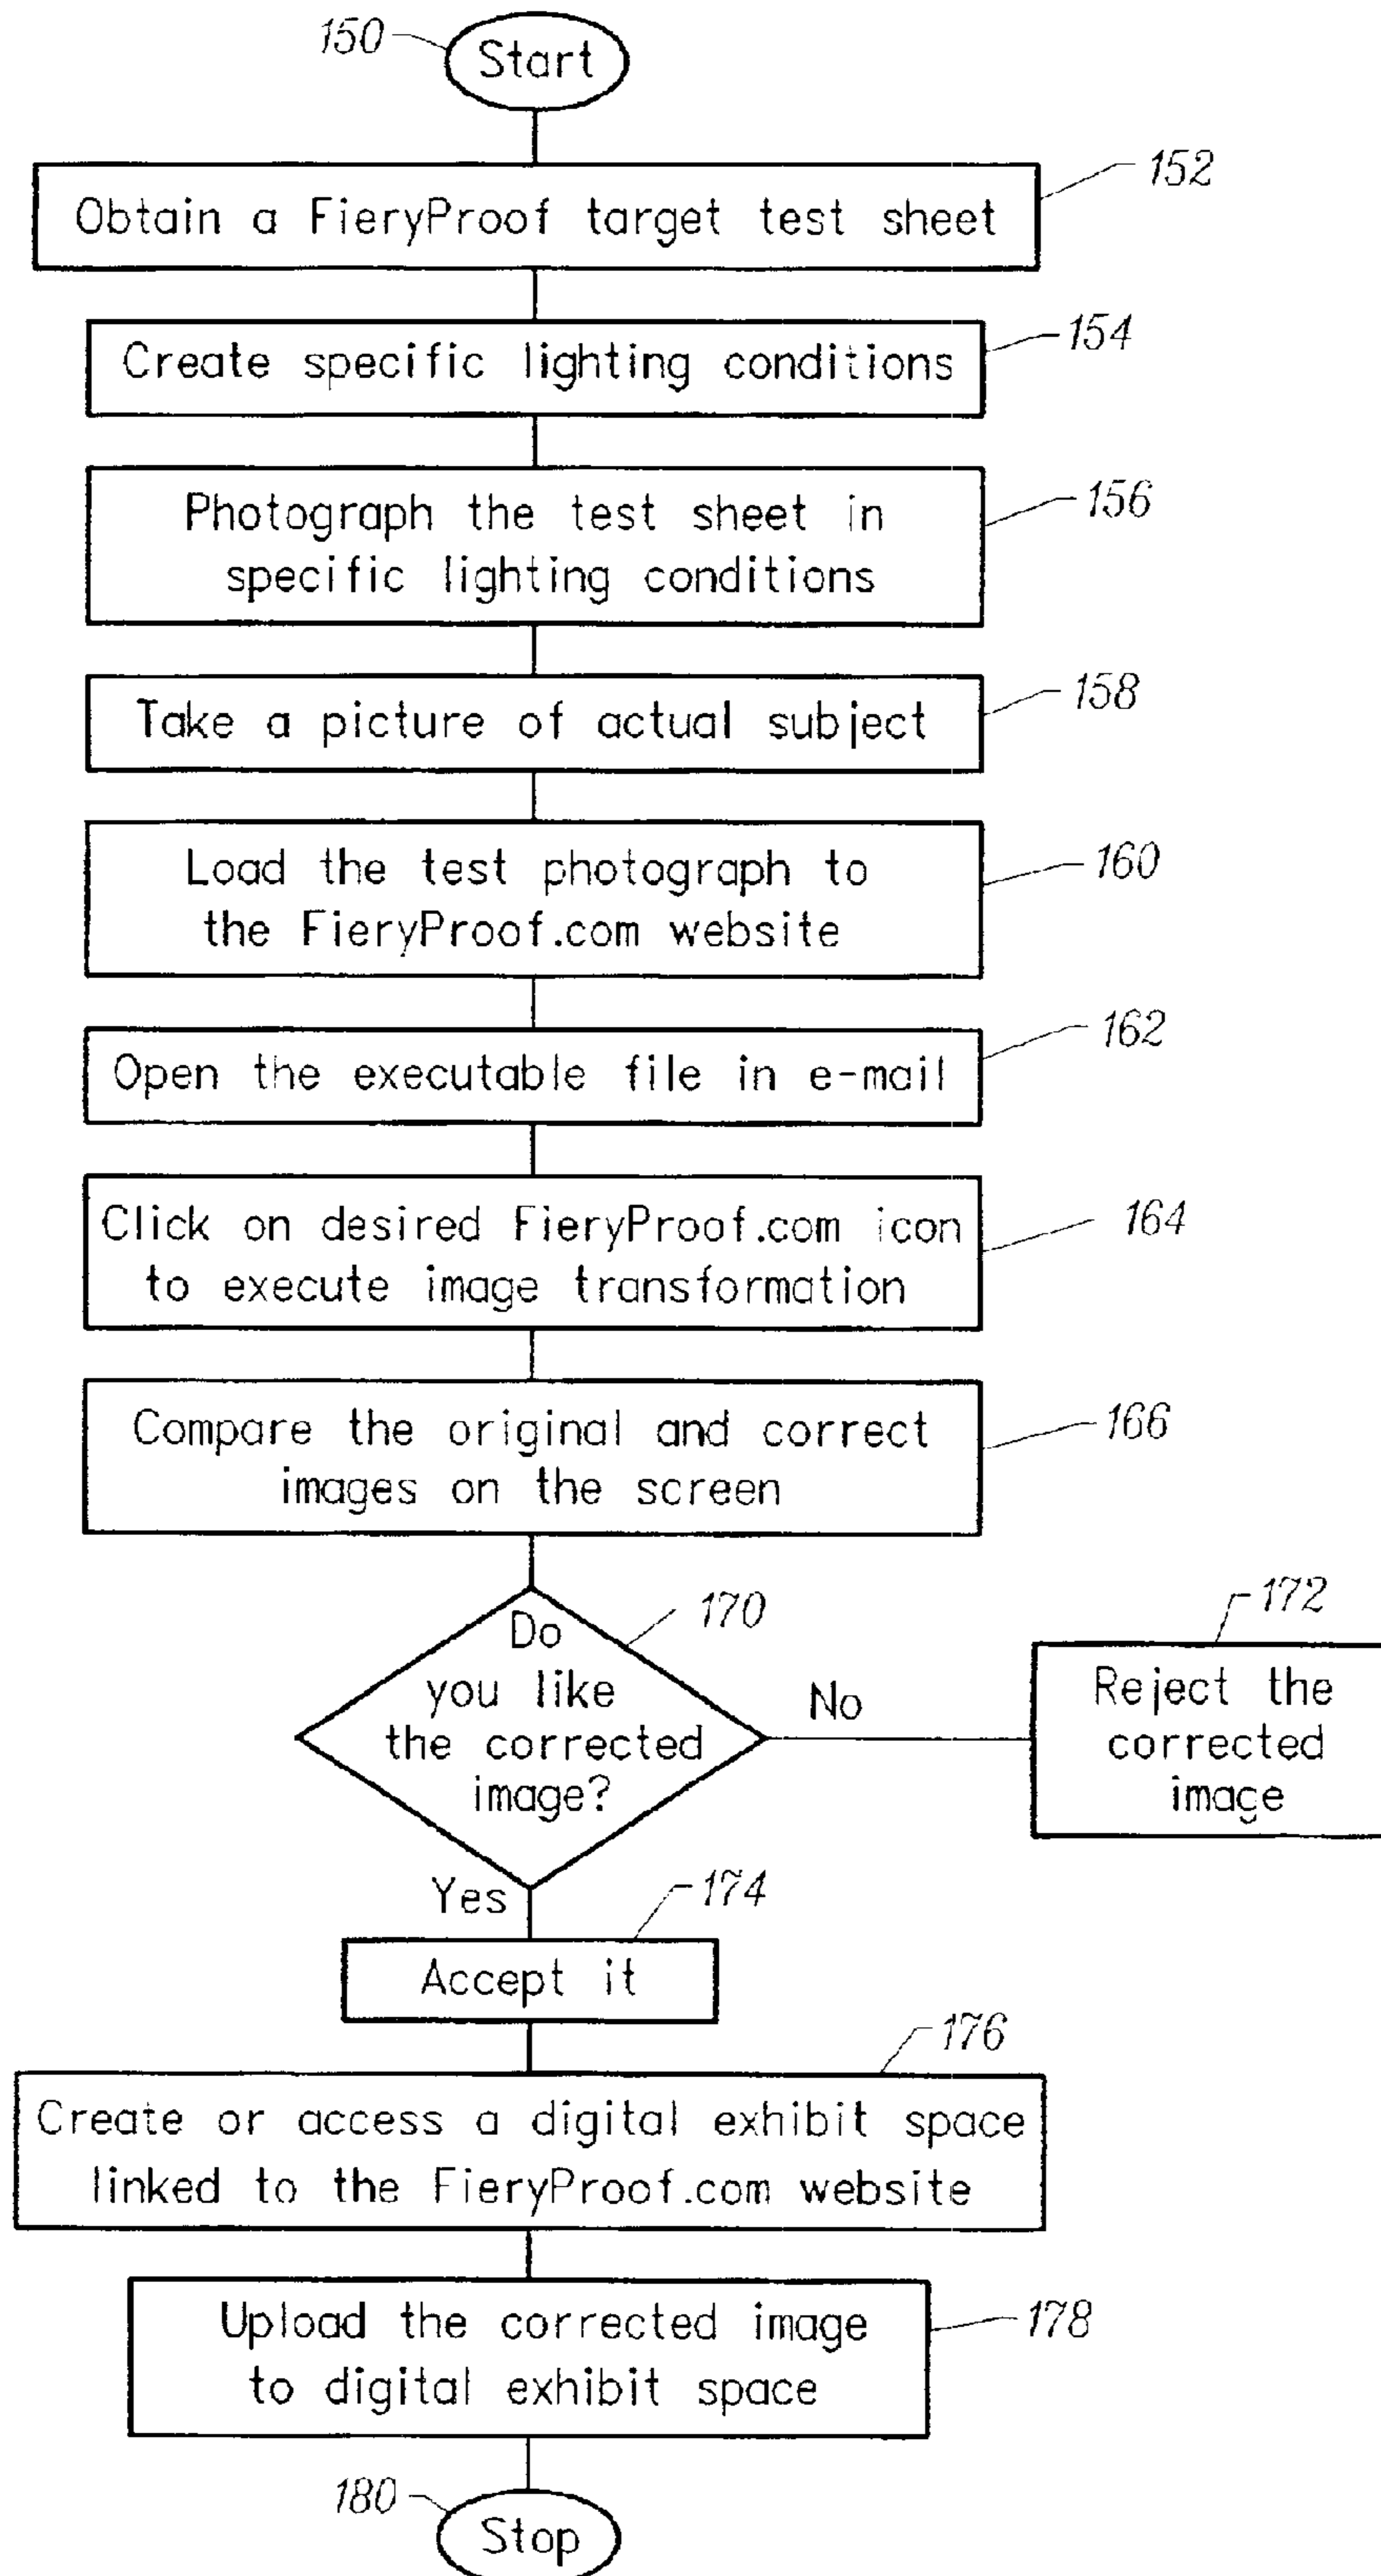 150
Start
152
Obtain a FieryProof target test sheet
154
Create specific lighting conditions
156
Photograph the test sheet in
specific lighting conditions
158
Take a picture of actual subject
160
Load the test photograph to
the FieryProof.com website
162
Open the executable file in e-mail
164
Click on desired FieryProof.com icon
to execute image transformation
166
Compare the original and correct
images on the screen
170
Do
you like
the corrected
image?
No
172
Reject the
corrected
image
Yes
174
Accept it
176
Create or access a digital exhibit space
linked to the FieryProof.com website
178
Upload the corrected image
to digital exhibit space
180
Stop